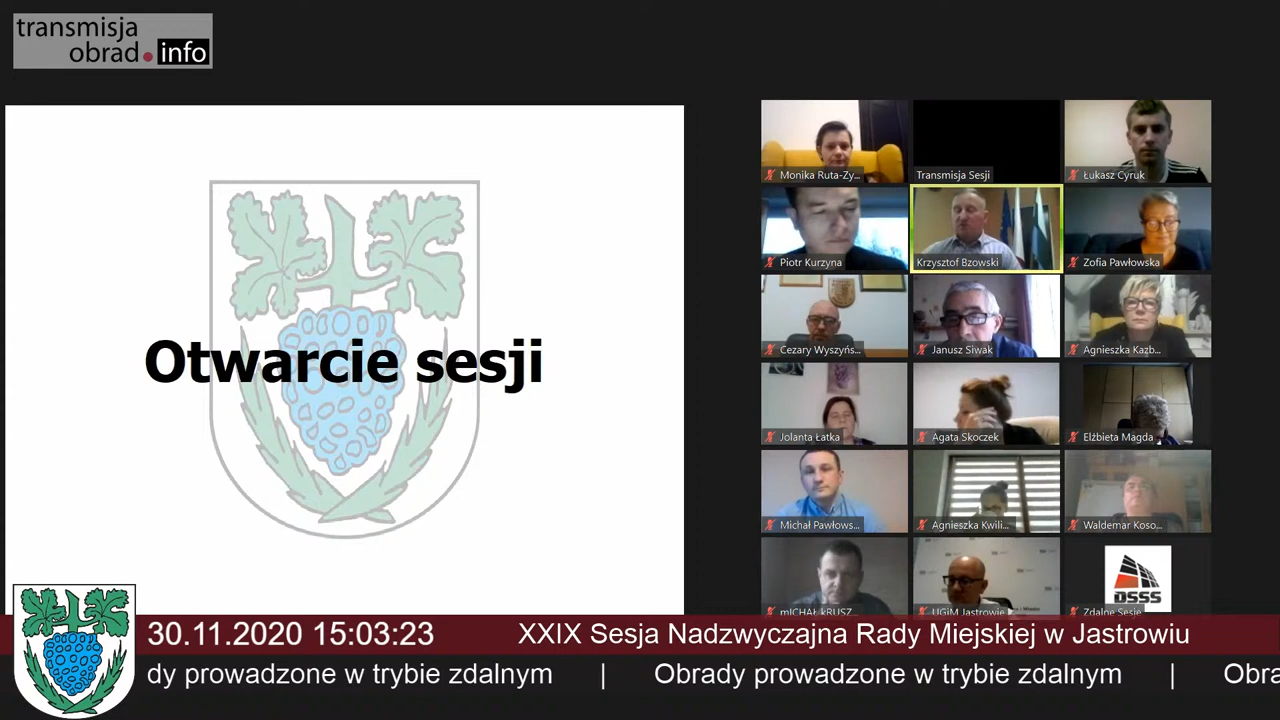 transmisja
obrad.info
Otwarcie sesji
Monika Ruta-Zy...
Transmisja Sesji
Łukasz Cyruk
Piotr Kurzyna
Krzysztof Bzowski
Zofia Pawłowska
Cezary Wyszyńs...
Janusz Siwak
Agnieszka Kaźb...
Jolanta Łatka
Agata Skoczek
Elżbieta Magda
Michał Pawłows...
Agnieszka Kwili...
Waldemar Koso...
mICHAŁ kRUSZ...
UGiM Jastrowie
DSSS
Zdalne Sesje
30.11.2020 15:03:23
XXIX Sesja Nadzwyczajna Rady Miejskiej w Jastrowiu
dy prowadzone w trybie zdalnym | Obrady prowadzone w trybie zdalnym | Obra